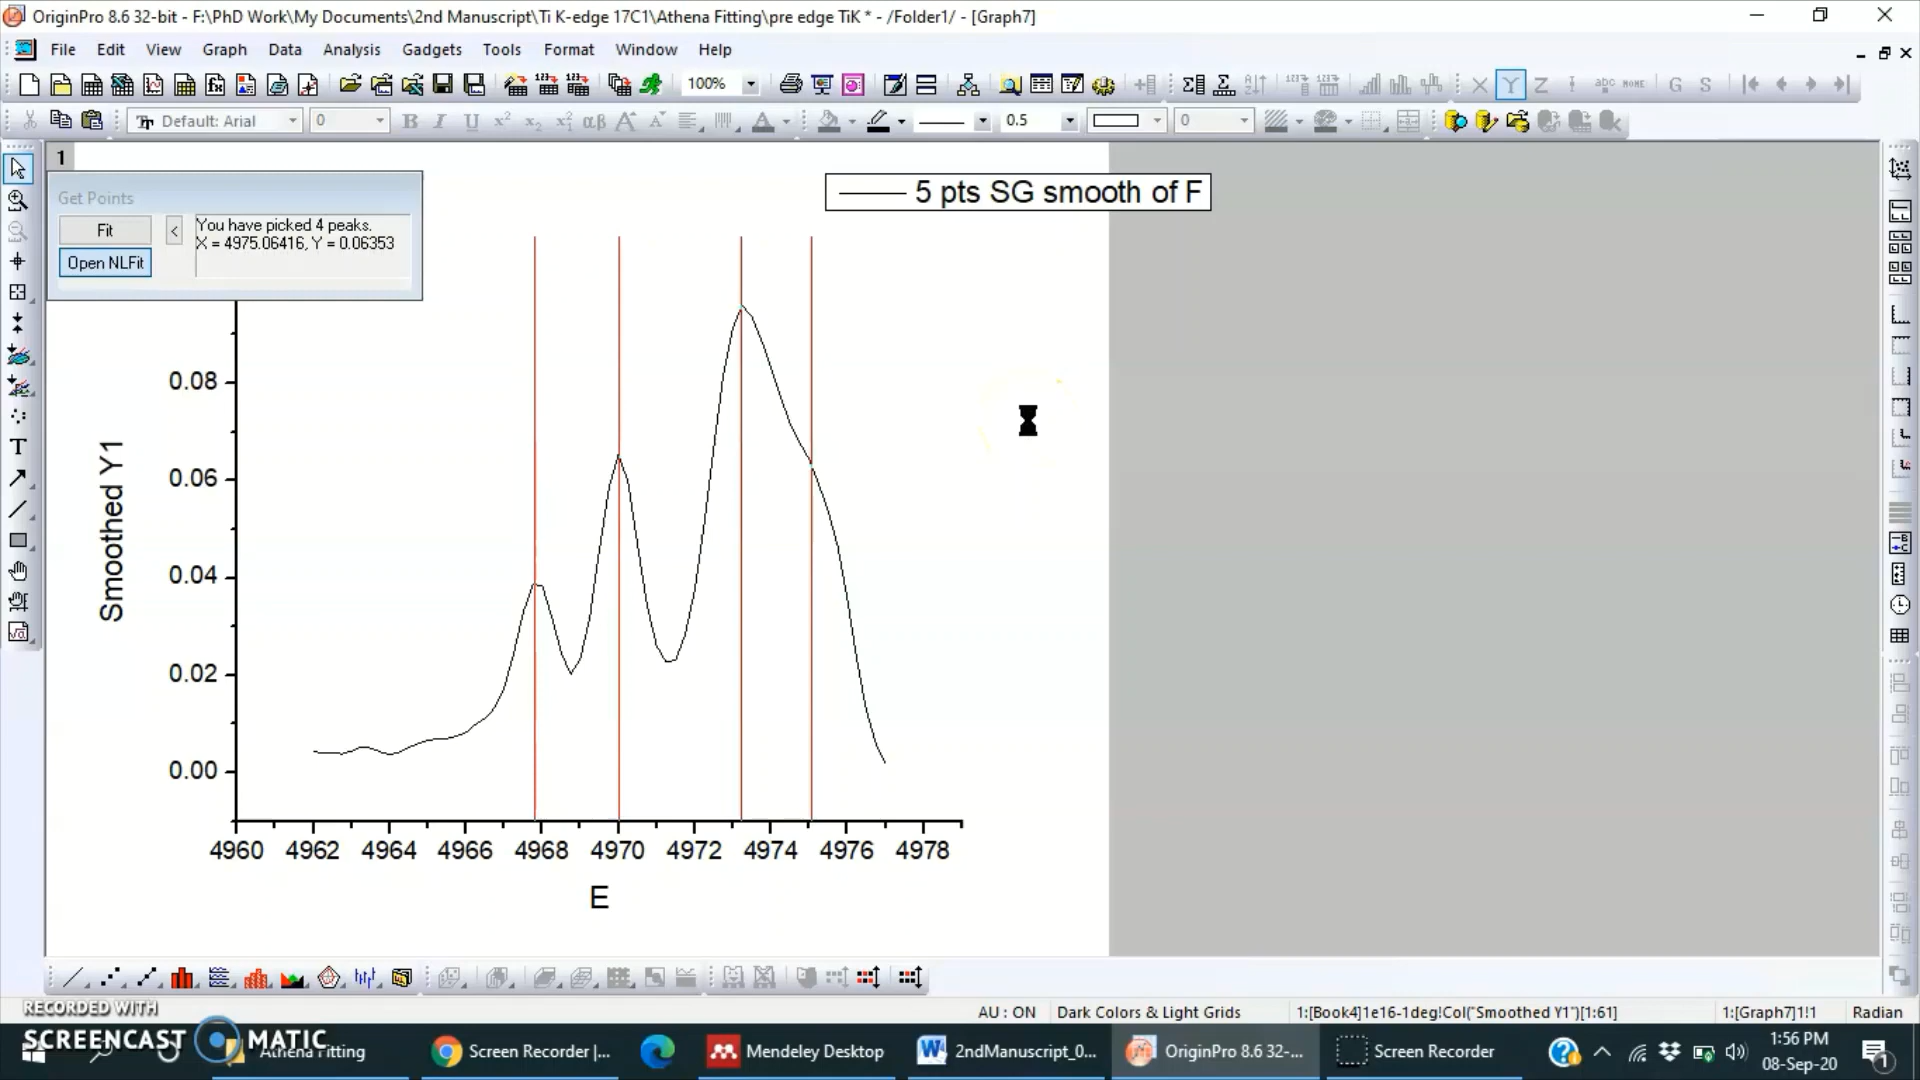 OriginPro 8.6 32-bit - F:\PhD Work\My Documents\2nd Manuscript\Ti K-edge 17C1\Athena Fitting\pre edge TiK * - /Folder1/ - [Graph7]
File Edit View Graph Data Analysis Gadgets Tools Format Window Help
100%
Default: Arial 0 0.5 0
1
Get Points
Fit
Open NLFit
<
You have picked 4 peaks.
X = 4975.06416, Y = 0.06353
5 pts SG smooth of F
0.08
0.06
0.04
0.02
0.00
Smoothed Y1
4960 4962 4964 4966 4968 4970 4972 4974 4976 4978
E
AU : ON Dark Colors & Light Grids 1:[Book4]1e16-1deg!Col("Smoothed Y1")[1:61] 1:[Graph7]1!1 Radian
RECORDED WITH
SCREENCAST MATIC
Athena Fitting
Screen Recorder |...
Mendeley Desktop
2ndManuscript_0...
OriginPro 8.6 32-...
Screen Recorder
1:56 PM
08-Sep-20
1